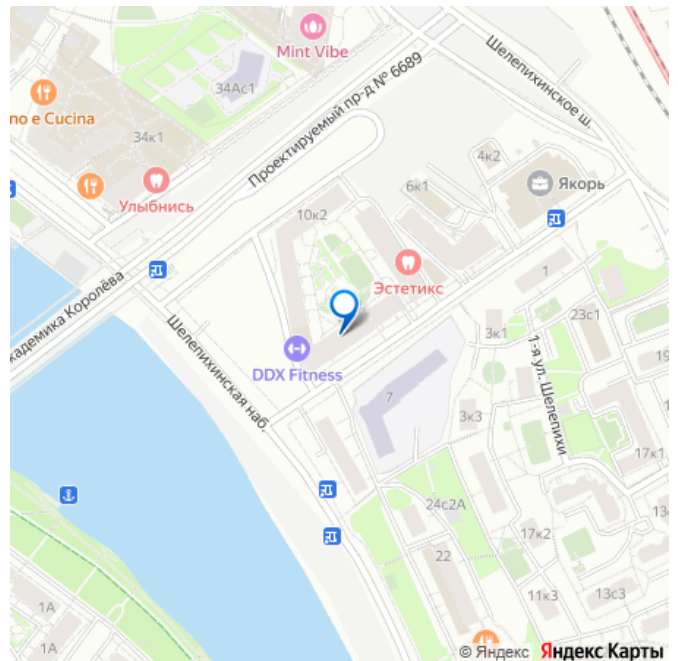 Mint Vibe
Шелепихинское ш.
34Ас1
no e Cucina
Проектируемый пр-д № 6689
34к1
4к2
Якорь
6к1
Улыбнись
10к2
Эстетикс
1
академика Королёва
Шелепихинская наб.
23с1
3к1
19
DDX Fitness
1-я ул. Шелепихи
7
3к3
17к1
24с2А
13
17к2
22
1А
11к3
13с3
1А
© Яндекс Яндекс Карты